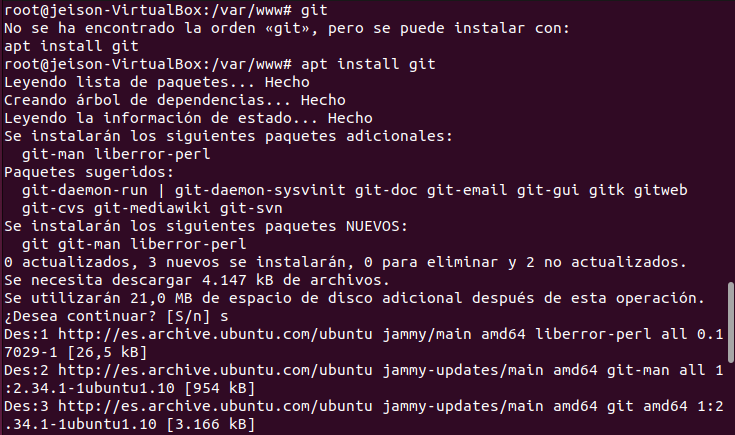 root@jeison-VirtualBox:/var/www# git
No se ha encontrado la orden «git», pero se puede instalar con:
apt install git
root@jeison-VirtualBox:/var/www# apt install git
Leyendo lista de paquetes... Hecho
Creando árbol de dependencias... Hecho
Leyendo la información de estado... Hecho
Se instalarán los siguientes paquetes adicionales:
  git-man liberror-perl
Paquetes sugeridos:
  git-daemon-run | git-daemon-sysvinit git-doc git-email git-gui gitk gitweb
  git-cvs git-mediawiki git-svn
Se instalarán los siguientes paquetes NUEVOS:
  git git-man liberror-perl
0 actualizados, 3 nuevos se instalarán, 0 para eliminar y 2 no actualizados.
Se necesita descargar 4.147 kB de archivos.
Se utilizarán 21,0 MB de espacio de disco adicional después de esta operación.
¿Desea continuar? [S/n] s
Des:1 http://es.archive.ubuntu.com/ubuntu jammy/main amd64 liberror-perl all 0.1
7029-1 [26,5 kB]
Des:2 http://es.archive.ubuntu.com/ubuntu jammy-updates/main amd64 git-man all 1
:2.34.1-1ubuntu1.10 [954 kB]
Des:3 http://es.archive.ubuntu.com/ubuntu jammy-updates/main amd64 git amd64 1:2
.34.1-1ubuntu1.10 [3.166 kB]